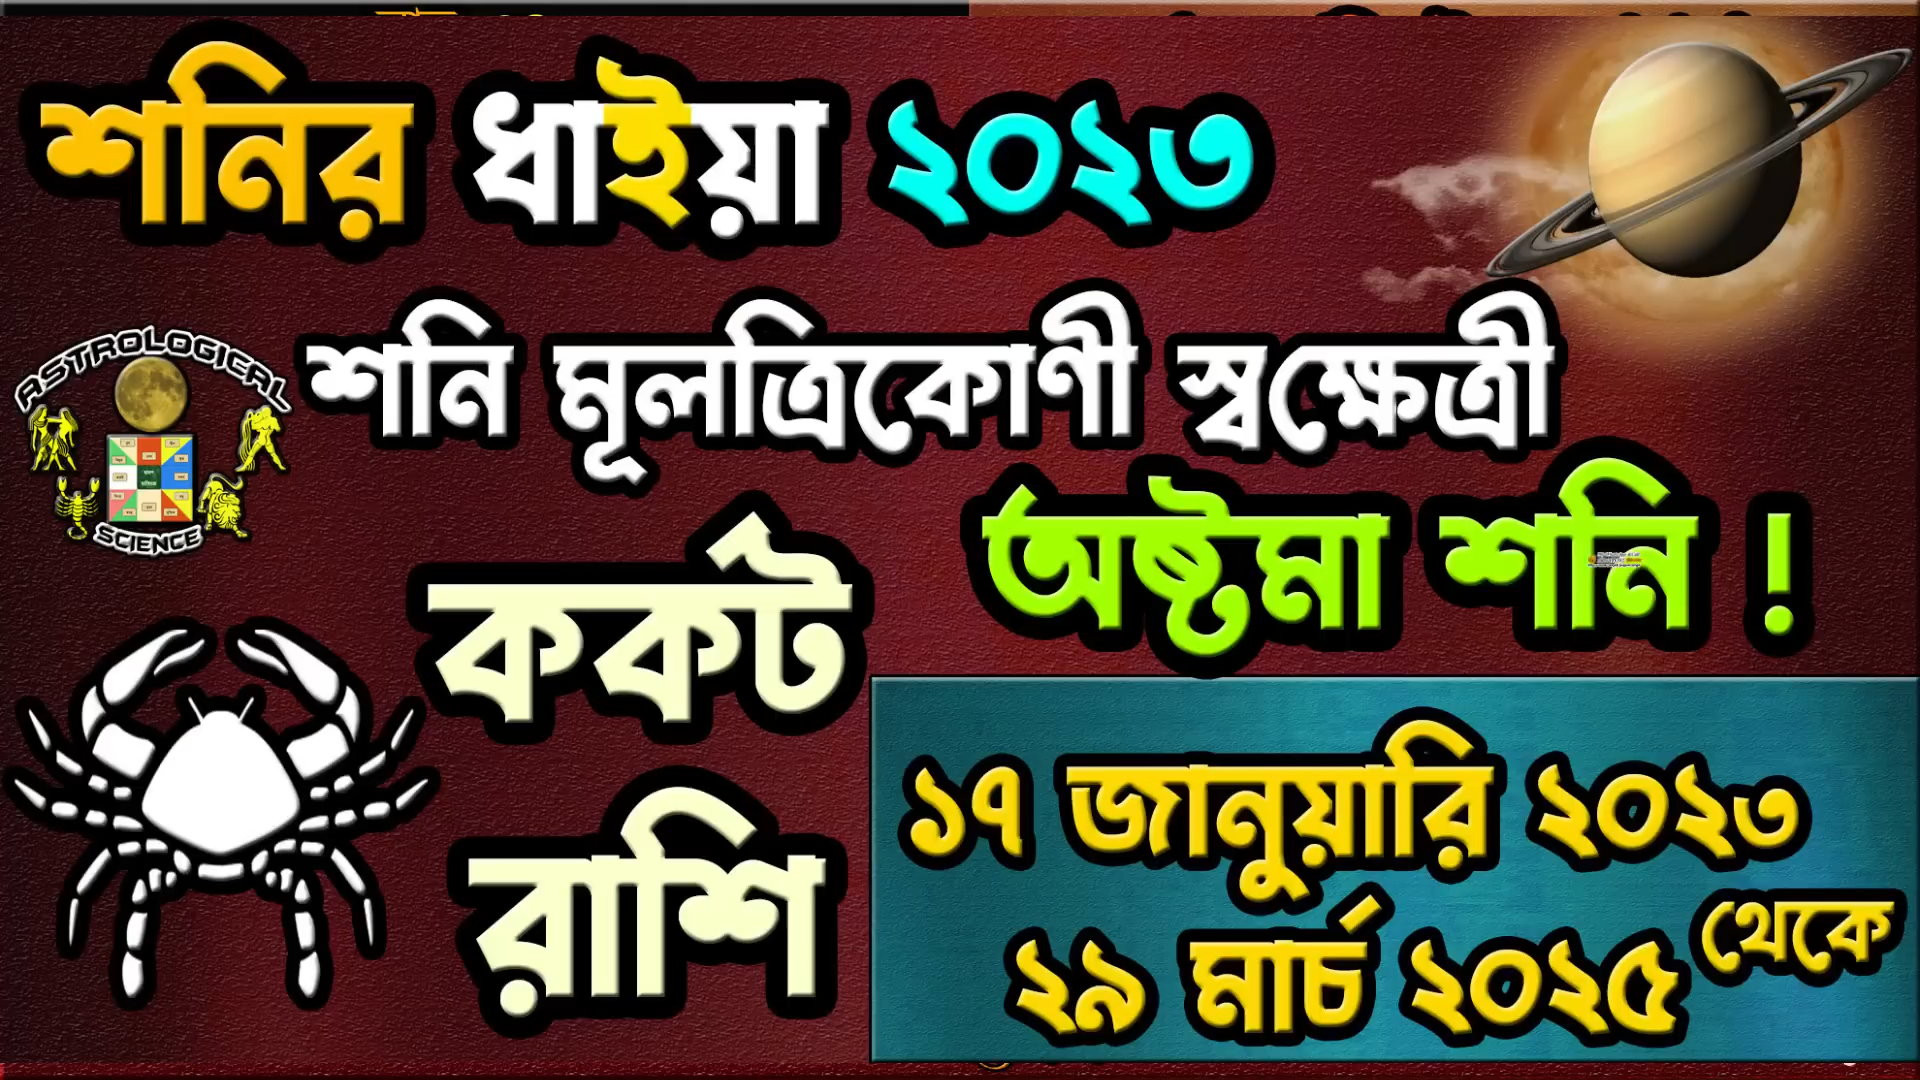 শনির ধাইয়া ২০২৩
শনি মূলত্রিকোণী স্বক্ষেত্রী
ASTROLOGICAL
SCIENCE
অষ্টমা শনি !
কর্কট
রাশি
১৭ জানুয়ারি ২০২৩
থেকে
২৯ মার্চ ২০২৫